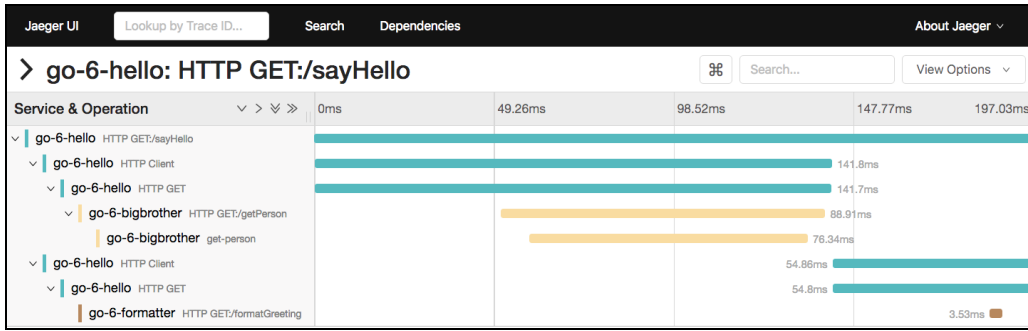 Jaeger UI Lookup by Trace ID... Search Dependencies About Jaeger
go-6-hello: HTTP GET:/sayHello ⌘ Search... View Options
Service & Operation 0ms 49.26ms 98.52ms 147.77ms 197.03ms
go-6-hello HTTP GET:/sayHello
go-6-hello HTTP Client 141.8ms
go-6-hello HTTP GET 141.7ms
go-6-bigbrother HTTP GET:/getPerson 88.91ms
go-6-bigbrother get-person 76.34ms
go-6-hello HTTP Client 54.86ms
go-6-hello HTTP GET 54.8ms
go-6-formatter HTTP GET:/formatGreeting 3.53ms